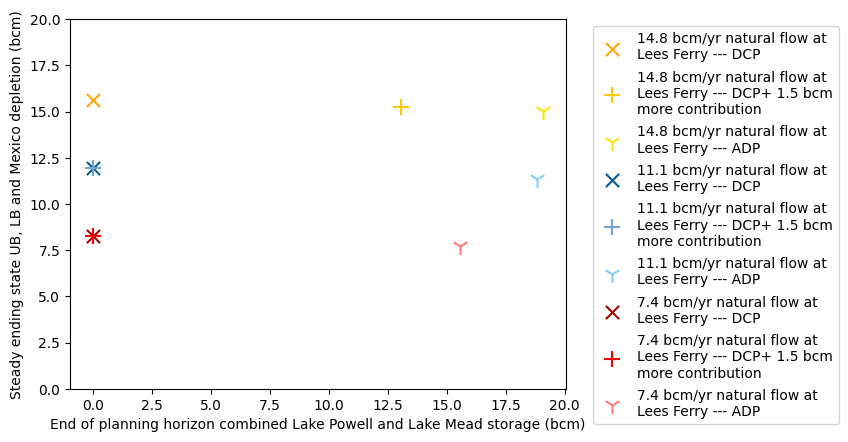 20.0
17.5
15.0
12.5
10.0
7.5
5.0
2.5
0.0
Steady ending state UB, LB and Mexico depletion (bcm)
0.0 2.5 5.0 7.5 10.0 12.5 15.0 17.5 20.0
End of planning horizon combined Lake Powell and Lake Mead storage (bcm)
14.8 bcm/yr natural flow at
Lees Ferry --- DCP
14.8 bcm/yr natural flow at
Lees Ferry --- DCP+ 1.5 bcm
more contribution
14.8 bcm/yr natural flow at
Lees Ferry --- ADP
11.1 bcm/yr natural flow at
Lees Ferry --- DCP
11.1 bcm/yr natural flow at
Lees Ferry --- DCP+ 1.5 bcm
more contribution
11.1 bcm/yr natural flow at
Lees Ferry --- ADP
7.4 bcm/yr natural flow at
Lees Ferry --- DCP
7.4 bcm/yr natural flow at
Lees Ferry --- DCP+ 1.5 bcm
more contribution
7.4 bcm/yr natural flow at
Lees Ferry --- ADP